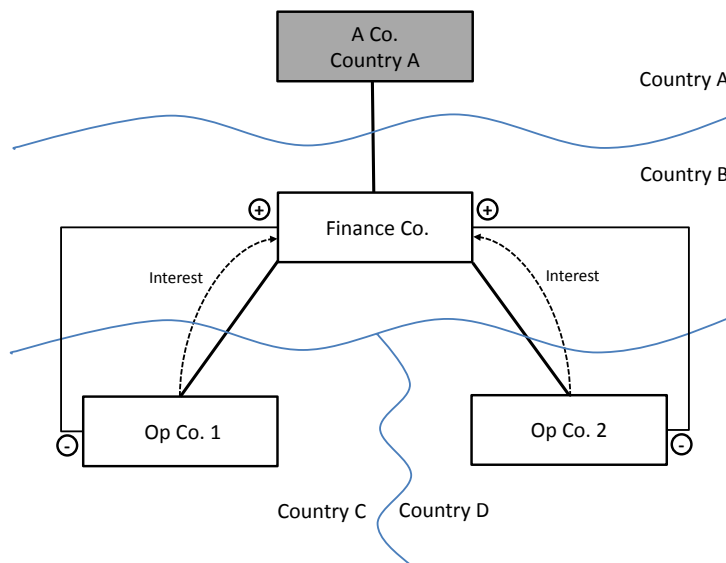 A Co.
Country A
Country A
Country B
+
+
Finance Co.
Interest
Interest
Op Co. 1
Op Co. 2
-
-
Country C
Country D